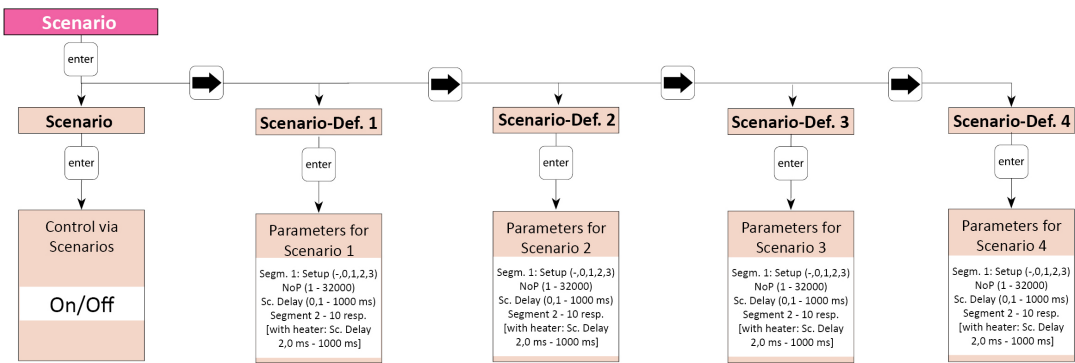 Scenario
enter
Scenario
Scenario-Def. 1
Scenario-Def. 2
Scenario-Def. 3
Scenario-Def. 4
enter
enter
enter
enter
enter
Control via
Scenarios
On/Off
Parameters for
Scenario 1
Segm. 1: Setup (-,0,1,2,3)
NoP (1 - 32000)
Sc. Delay (0,1 - 1000 ms)
Segment 2 - 10 resp.
[with heater: Sc. Delay
2,0 ms - 1000 ms]
Parameters for
Scenario 2
Segm. 1: Setup (-,0,1,2,3)
NoP (1 - 32000)
Sc. Delay (0,1 - 1000 ms)
Segment 2 - 10 resp.
[with heater: Sc. Delay
2,0 ms - 1000 ms]
Parameters for
Scenario 3
Segm. 1: Setup (-,0,1,2,3)
NoP (1 - 32000)
Sc. Delay (0,1 - 1000 ms)
Segment 2 - 10 resp.
[with heater: Sc. Delay
2,0 ms - 1000 ms]
Parameters for
Scenario 4
Segm. 1: Setup (-,0,1,2,3)
NoP (1 - 32000)
Sc. Delay (0,1 - 1000 ms)
Segment 2 - 10 resp.
[with heater: Sc. Delay
2,0 ms - 1000 ms]